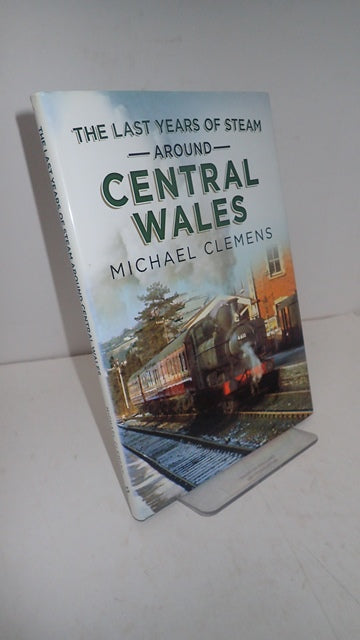 THE LAST YEARS OF STEAM
AROUND
CENTRAL
WALES
MICHAEL CLEMENS
THE LAST YEARS OF STEAM AROUND CENTRAL WALES